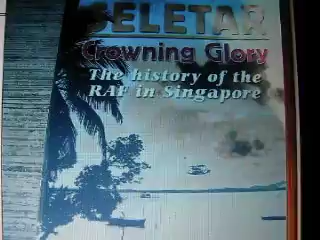 SELETAR
Crowning Glory
The history of the
RAF in Singapore